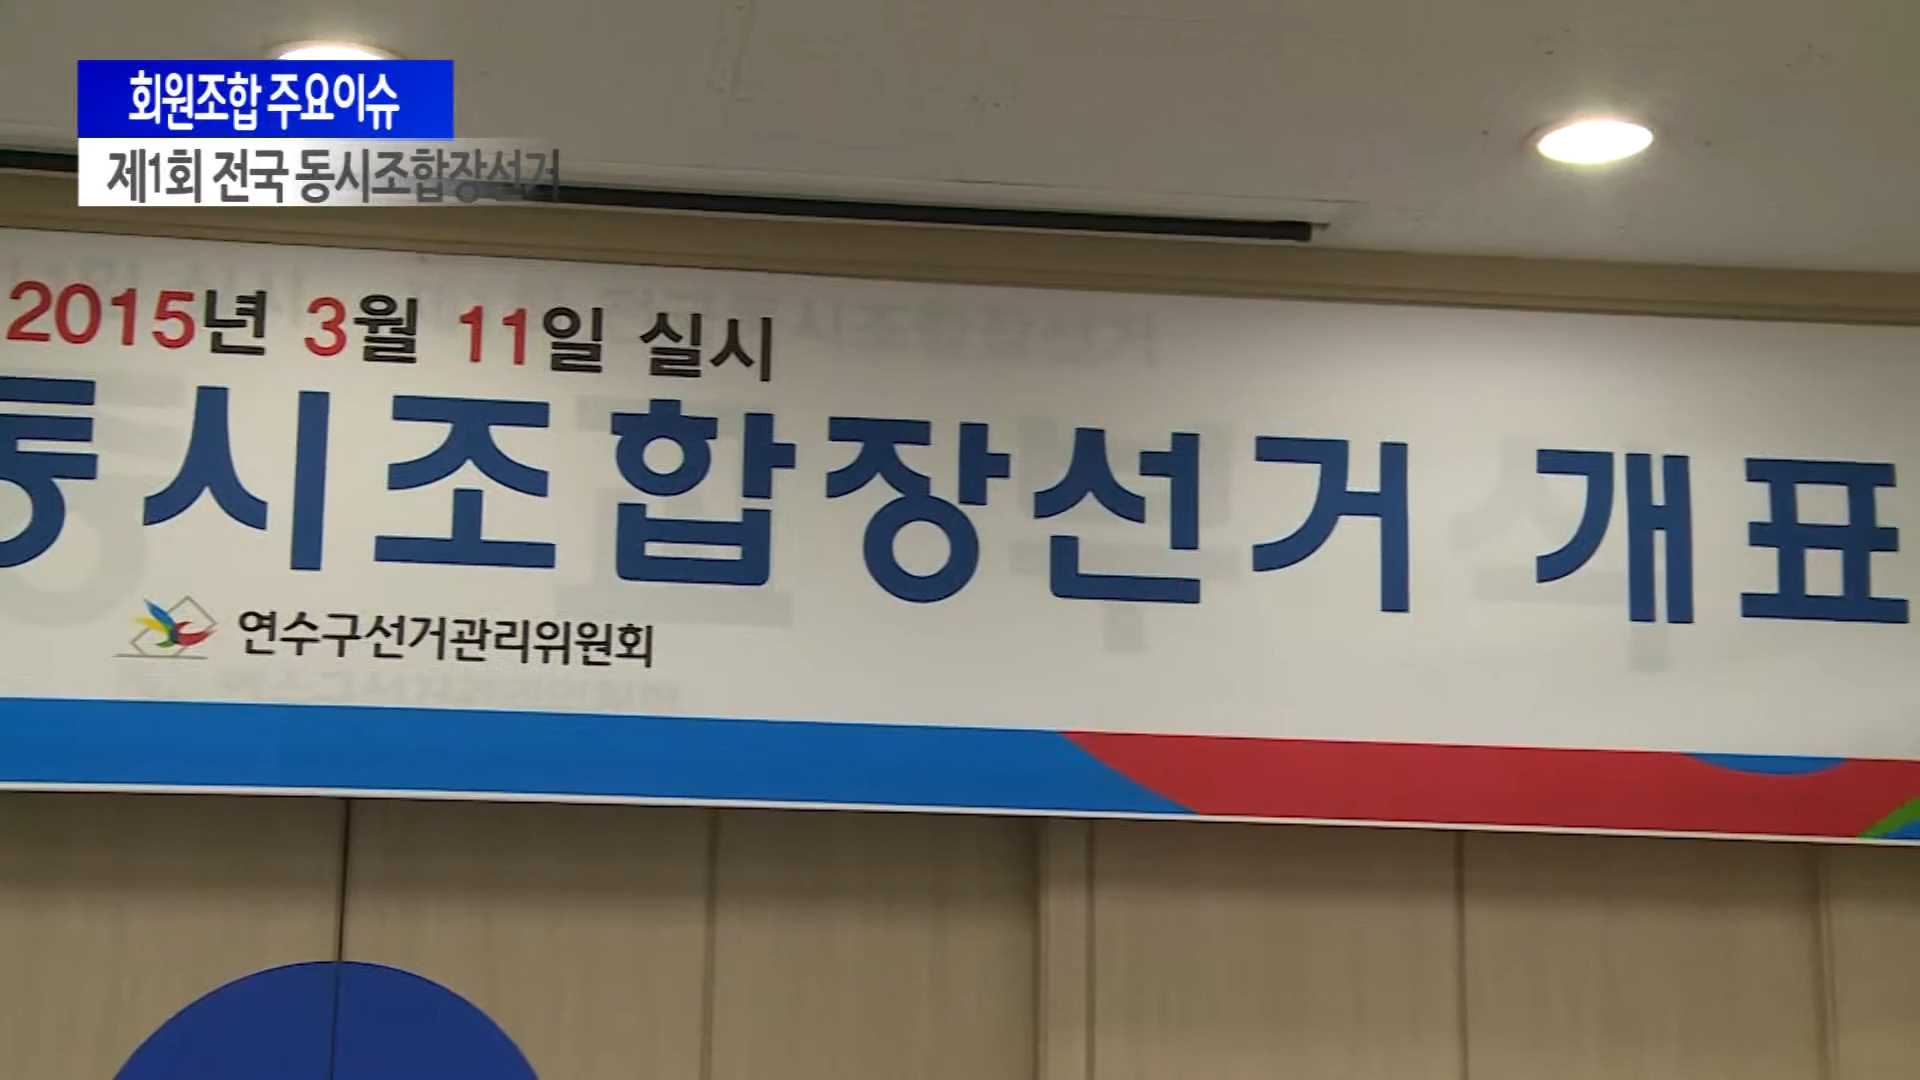 회원조합 주요이슈
제1회 전국 동시조합장선거
2015년 3월 11일 실시
동시조합장선거 개표
연수구선거관리위원회